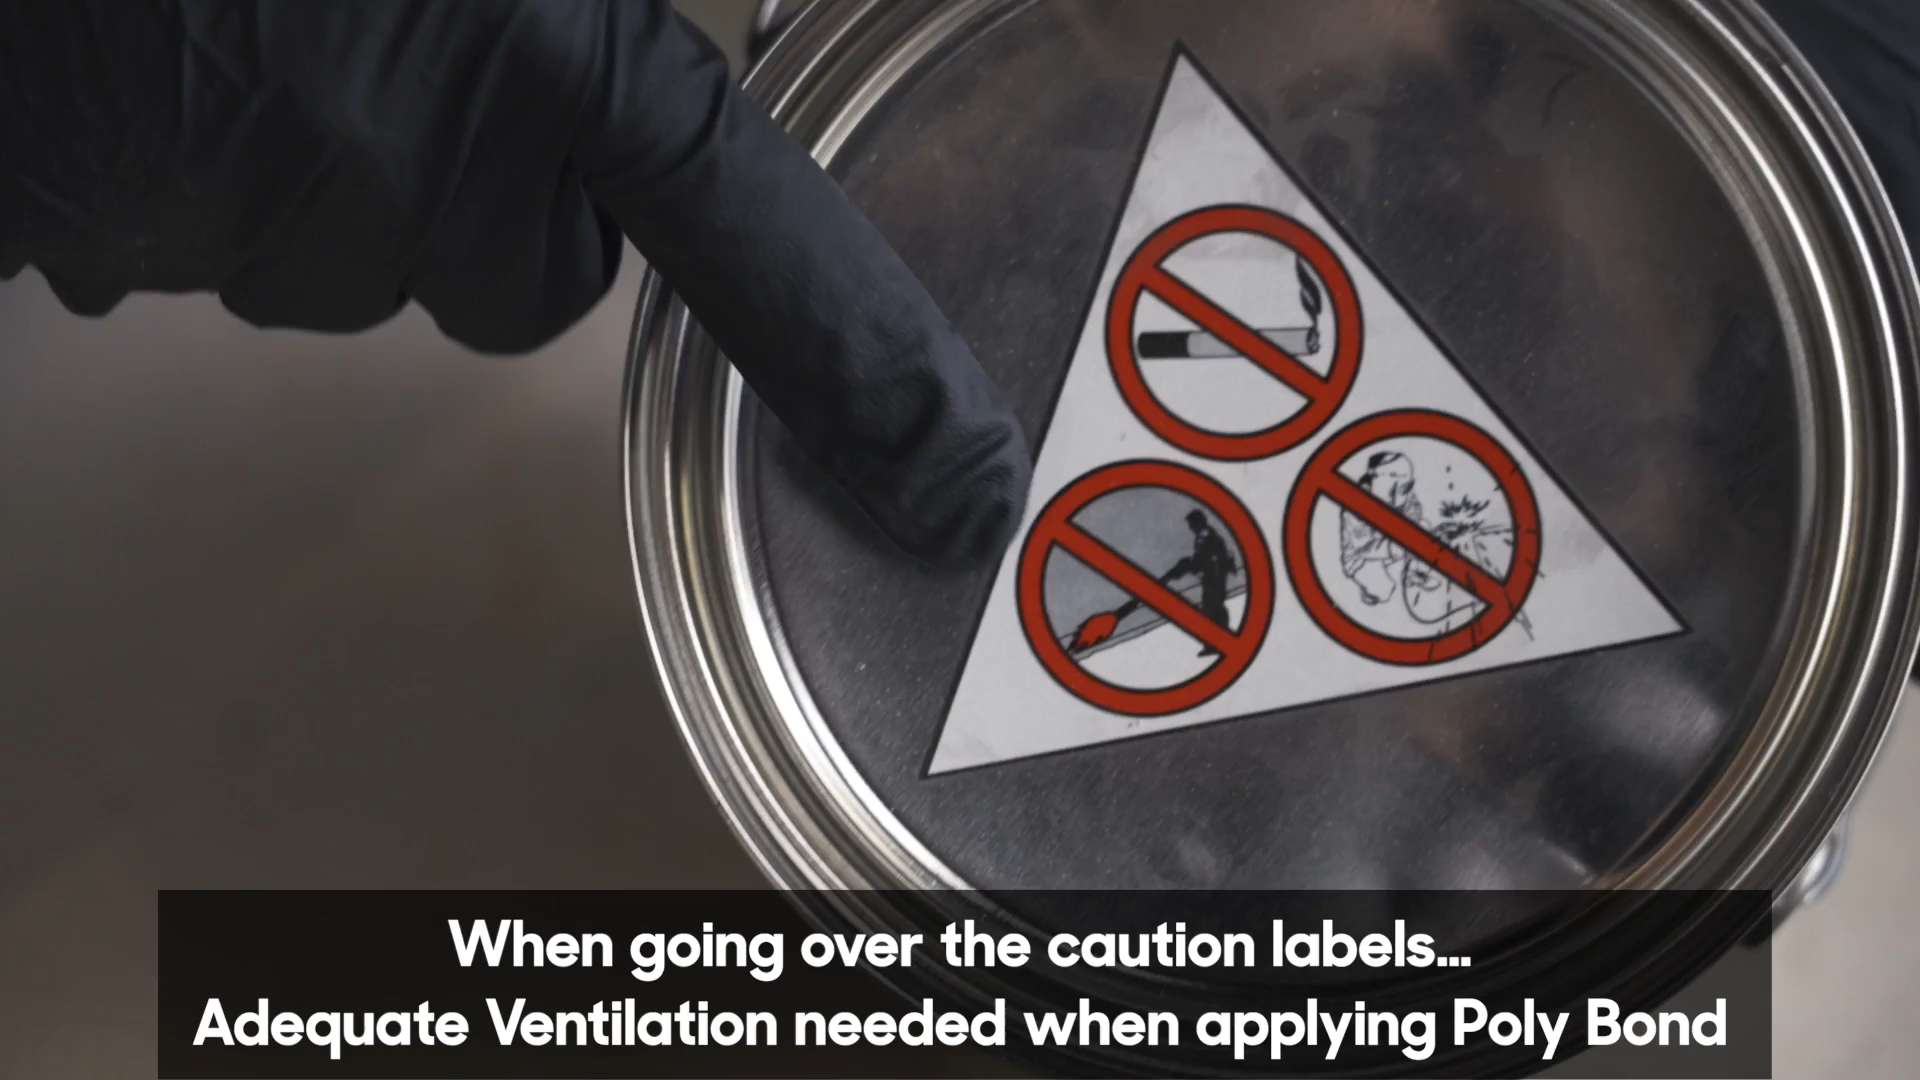 When going over the caution labels...
Adequate Ventilation needed when applying Poly Bond